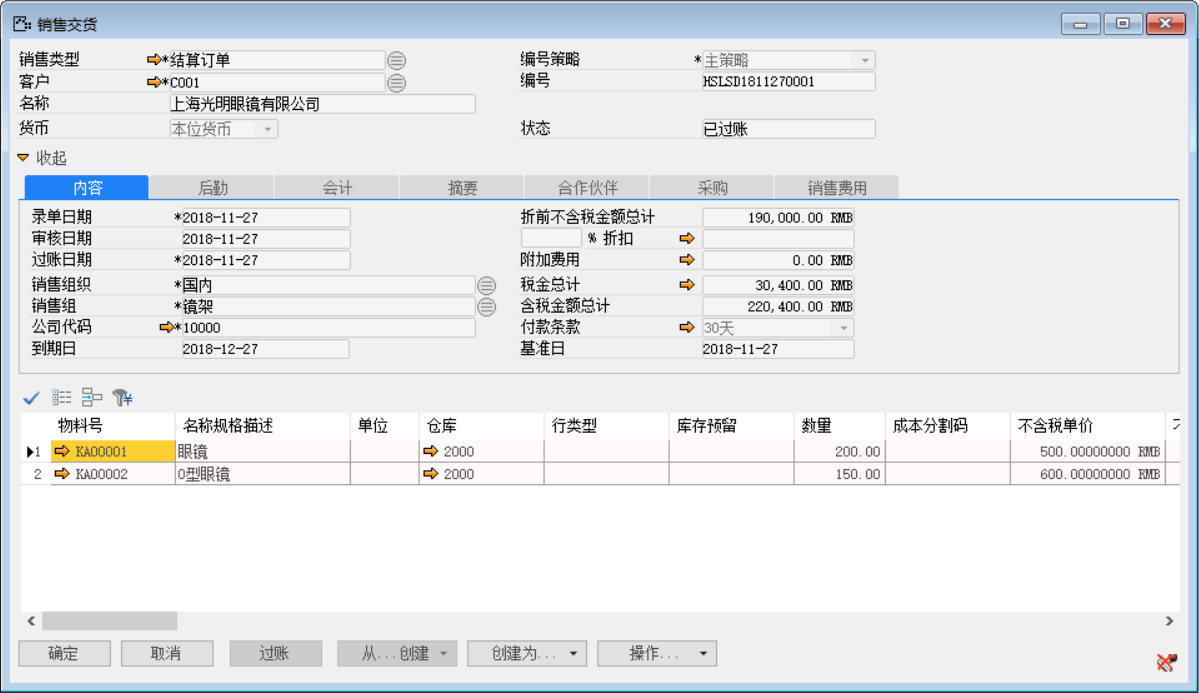 销售交货
销售类型 *结算订单 编号策略 *主策略
客户 *C001 编号 HSLSD1811270001
名称 上海光明眼镜有限公司
货币 本位货币 状态 已过账
收起
内容 后勤 会计 摘要 合作伙伴 采购 销售费用
录单日期 *2018-11-27 折前不含税金额总计 190,000.00 RMB
审核日期 2018-11-27 % 折扣
过账日期 *2018-11-27 附加费用 0.00 RMB
销售组织 *国内 税金总计 30,400.00 RMB
销售组 *镜架 含税金额总计 220,400.00 RMB
公司代码 *10000 付款条款 30天
到期日 2018-12-27 基准日 2018-11-27
物料号 名称规格描述 单位 仓库 行类型 库存预留 数量 成本分割码 不含税单价
1 KA00001 眼镜 2000 200.00 500.00000000 RMB
2 KA00002 O型眼镜 2000 150.00 600.00000000 RMB
确定 取消 过账 从...创建 创建为... 操作...